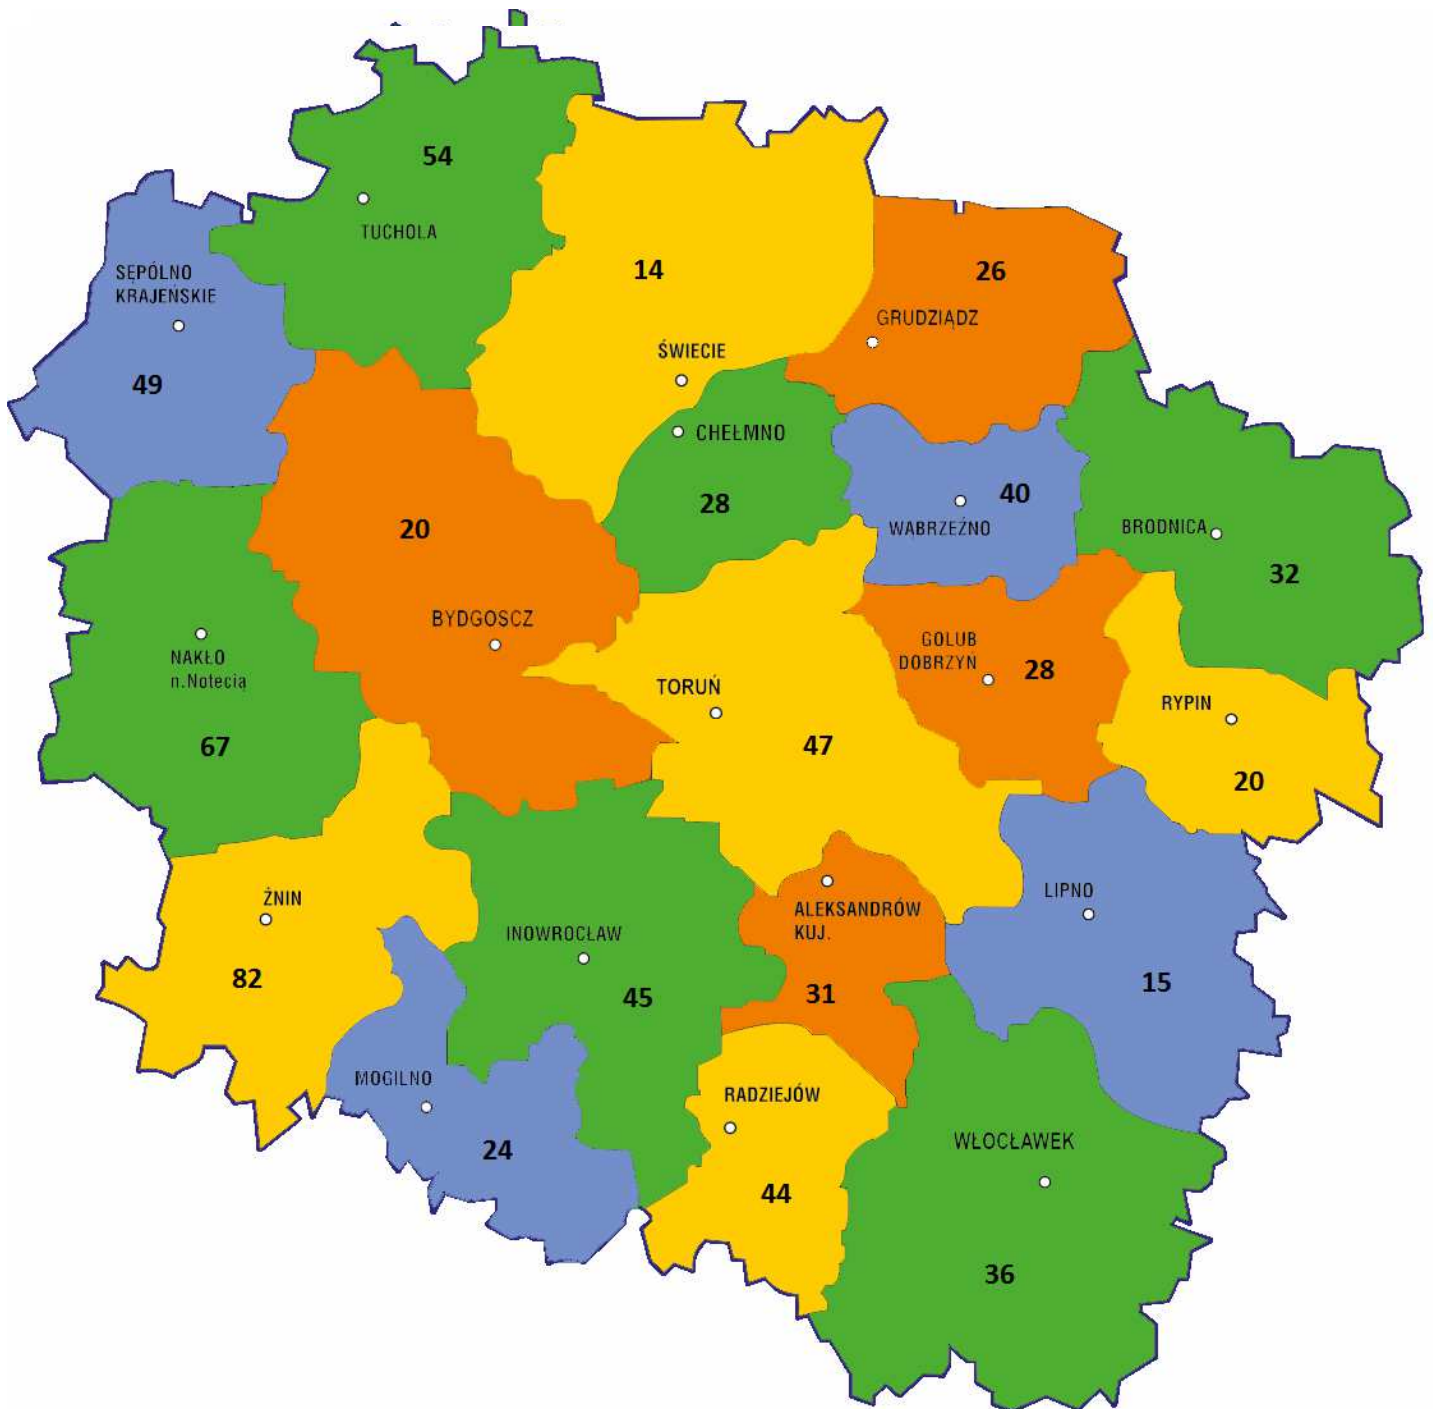 54
TUCHOLA
14
26
SĘPÓLNO
KRAJEŃSKIE
49
GRUDZIĄDZ
ŚWIECIE
CHEŁMNO
28
40
WĄBRZEŹNO
BRODNICA
32
20
BYDGOSCZ
NAKŁO
n.Notecią
67
TORUŃ
47
GOLUB
DOBRZYŃ
28
RYPIN
20
ŻNIN
82
INOWROCŁAW
45
ALEKSANDRÓW
KUJ.
31
LIPNO
15
MOGILNO
24
RADZIEJÓW
44
WŁOCŁAWEK
36